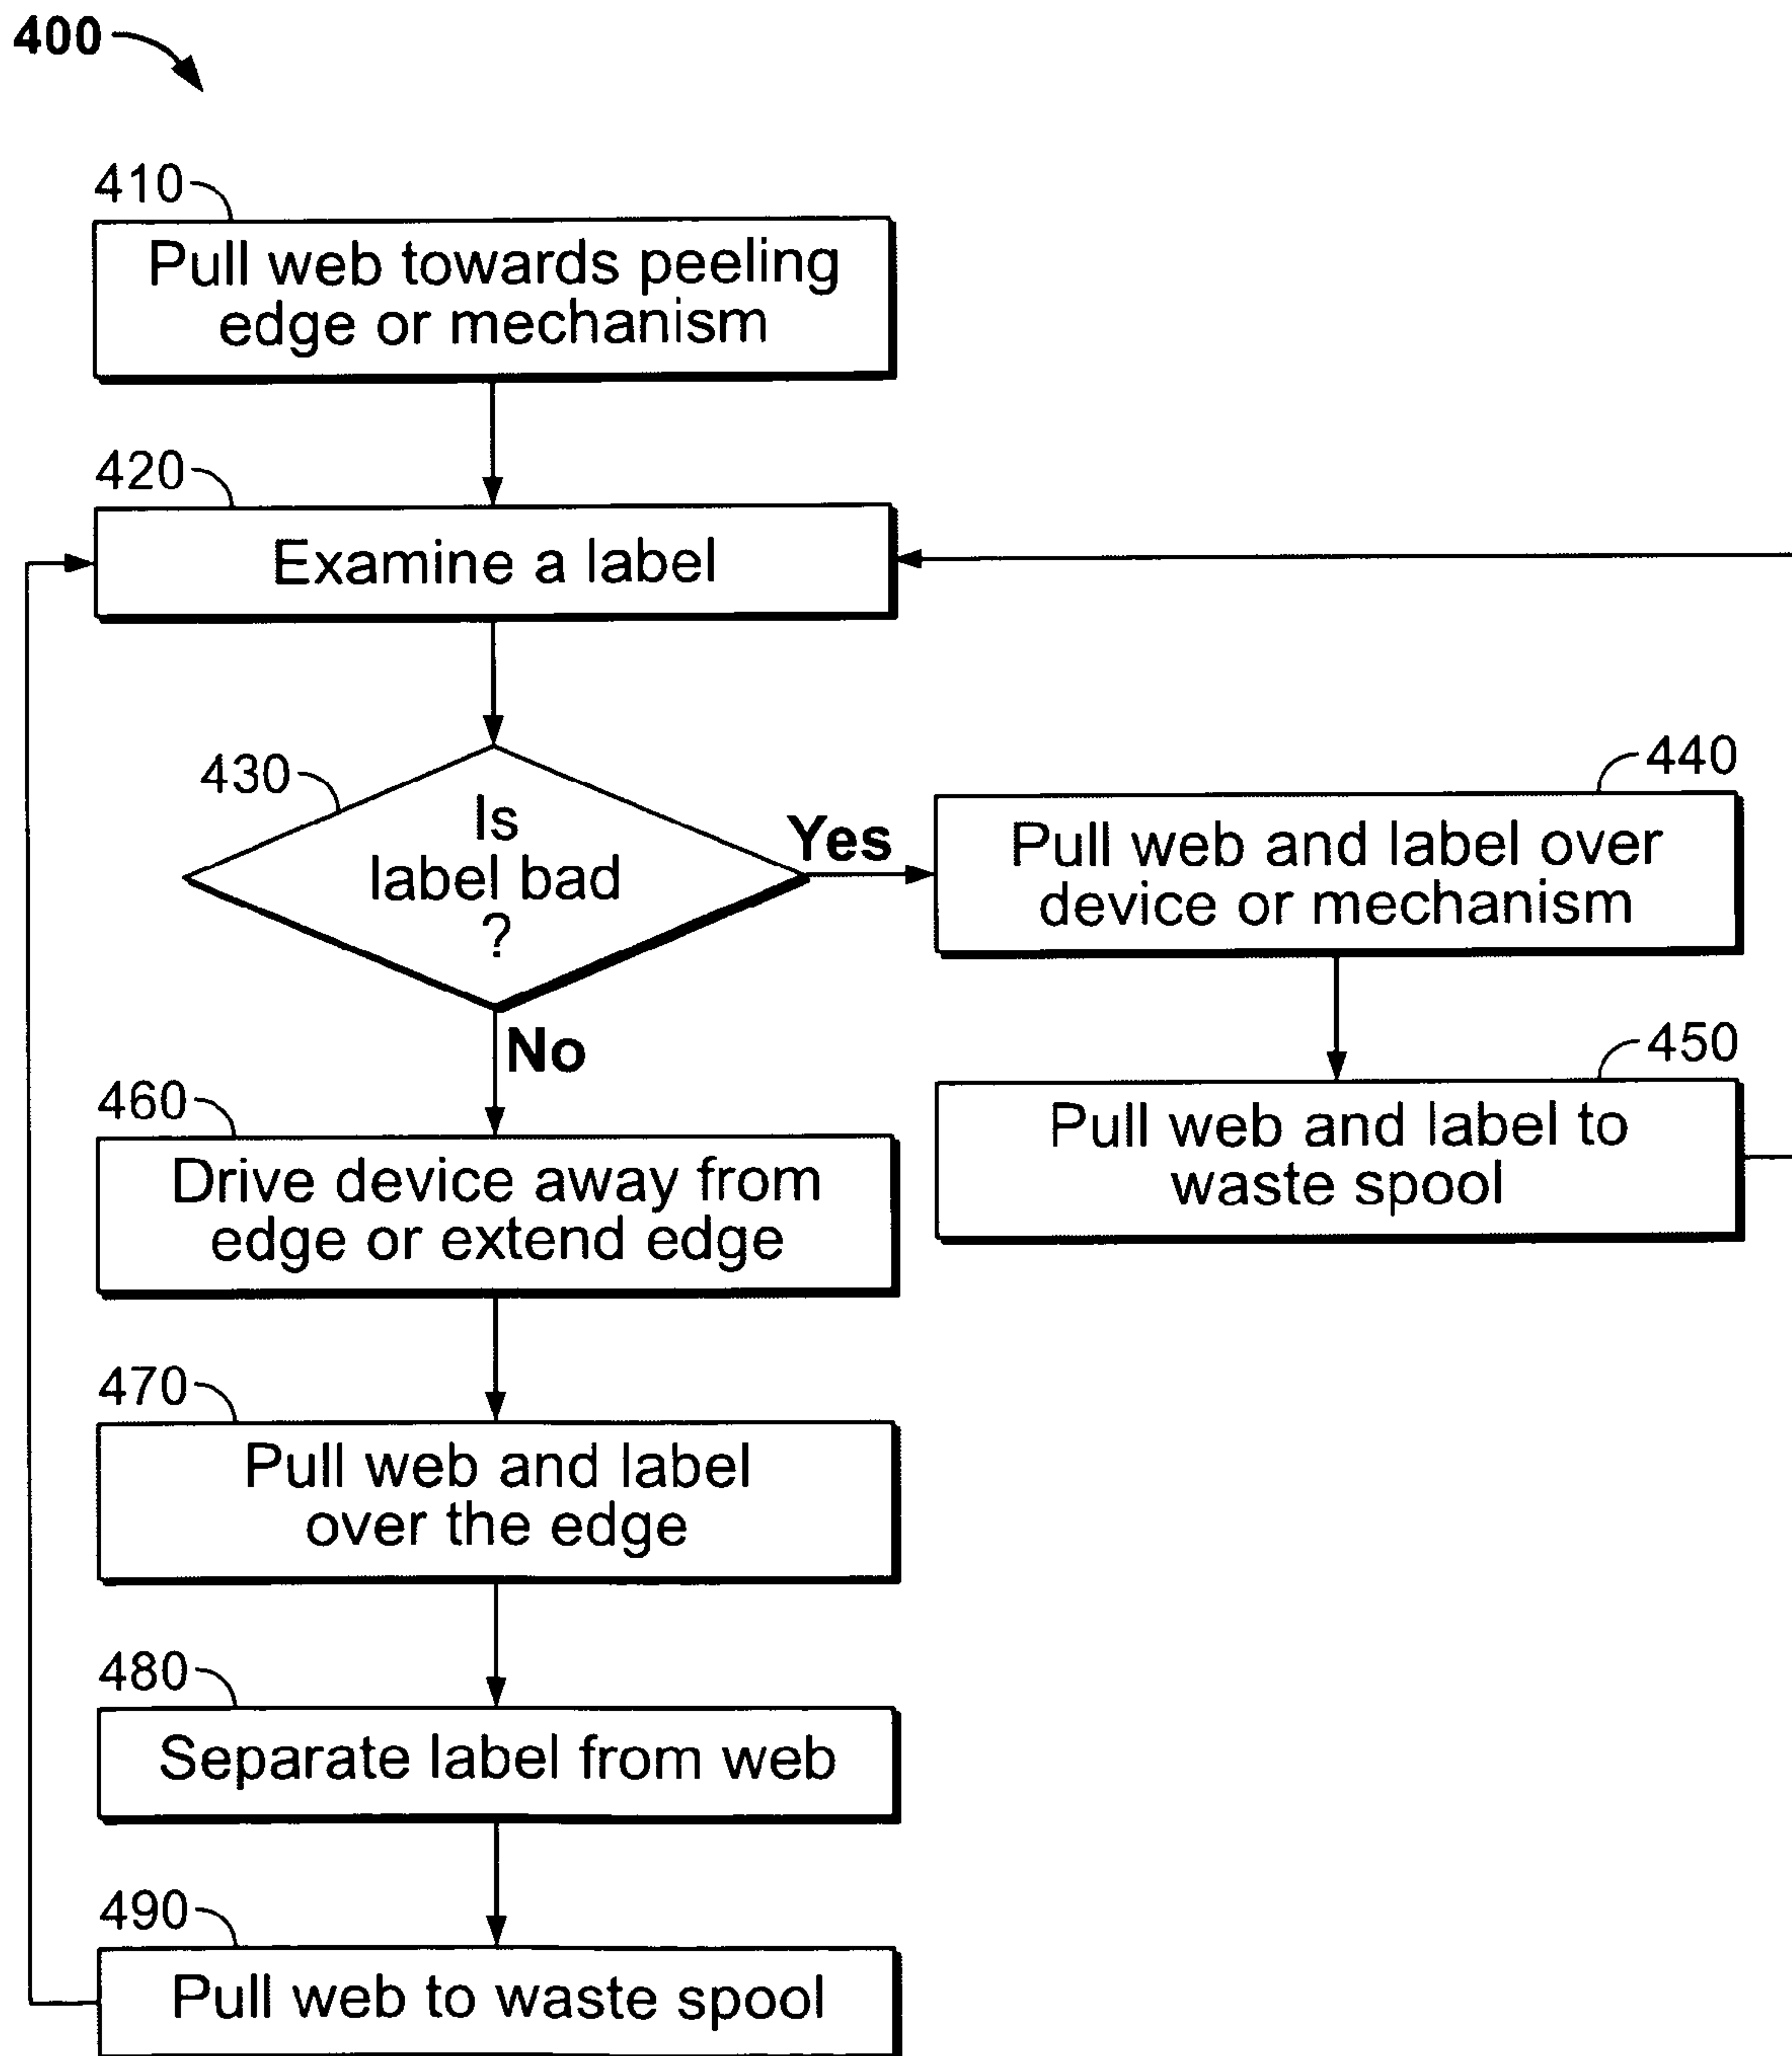 400
410
Pull web towards peeling
edge or mechanism
420
Examine a label
430
Is
label bad
?
Yes
440
Pull web and label over
device or mechanism
No
450
Pull web and label to
waste spool
460
Drive device away from
edge or extend edge
470
Pull web and label
over the edge
480
Separate label from web
490
Pull web to waste spool